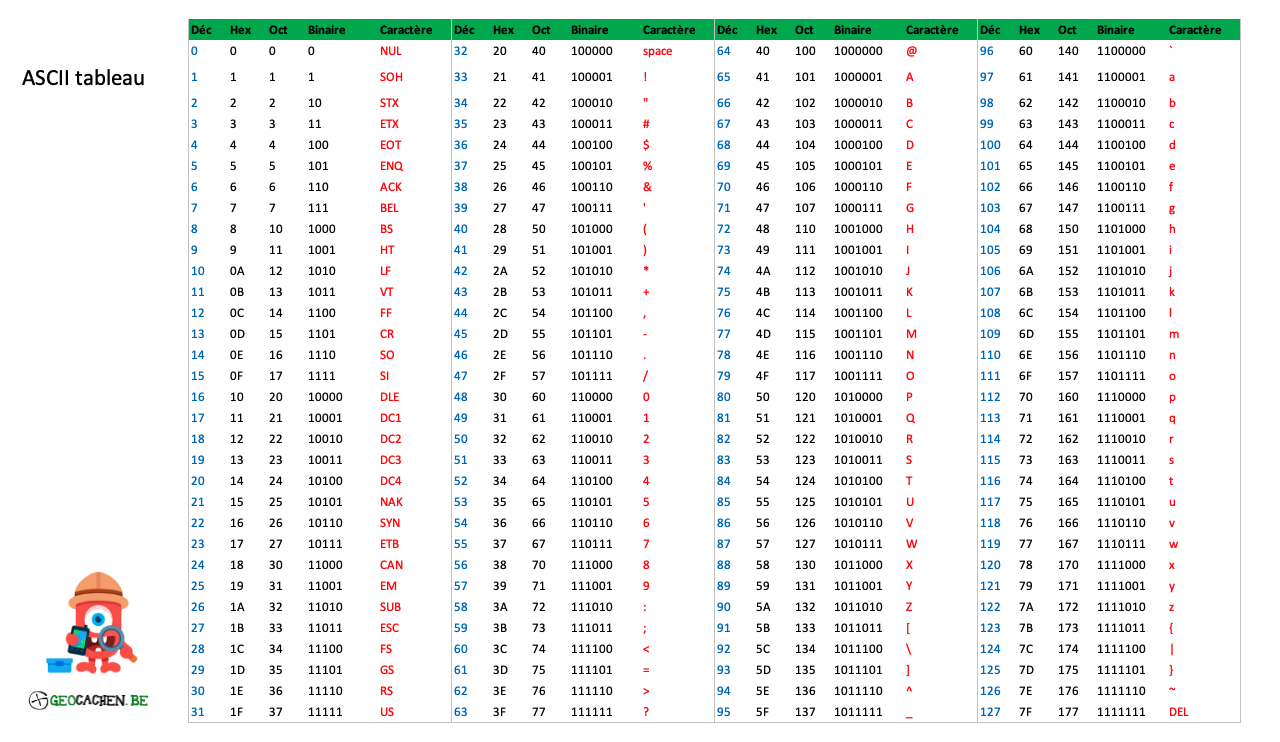 Déc Hex Oct Binaire Caractère Déc Hex Oct Binaire Caractère Déc Hex Oct Binaire Caractère Déc Hex Oct Binaire Caractère
0 0 0 0 NUL 32 20 40 100000 space 64 40 100 1000000 @ 96 60 140 1100000 `
ASCII tableau
1 1 1 1 SOH 33 21 41 100001 ! 65 41 101 1000001 A 97 61 141 1100001 a
2 2 2 10 STX 34 22 42 100010 " 66 42 102 1000010 B 98 62 142 1100010 b
3 3 3 11 ETX 35 23 43 100011 # 67 43 103 1000011 C 99 63 143 1100011 c
4 4 4 100 EOT 36 24 44 100100 $ 68 44 104 1000100 D 100 64 144 1100100 d
5 5 5 101 ENQ 37 25 45 100101 % 69 45 105 1000101 E 101 65 145 1100101 e
6 6 6 110 ACK 38 26 46 100110 & 70 46 106 1000110 F 102 66 146 1100110 f
7 7 7 111 BEL 39 27 47 100111 ' 71 47 107 1000111 G 103 67 147 1100111 g
8 8 10 1000 BS 40 28 50 101000 ( 72 48 110 1001000 H 104 68 150 1101000 h
9 9 11 1001 HT 41 29 51 101001 ) 73 49 111 1001001 I 105 69 151 1101001 i
10 0A 12 1010 LF 42 2A 52 101010 * 74 4A 112 1001010 J 106 6A 152 1101010 j
11 0B 13 1011 VT 43 2B 53 101011 + 75 4B 113 1001011 K 107 6B 153 1101011 k
12 0C 14 1100 FF 44 2C 54 101100 , 76 4C 114 1001100 L 108 6C 154 1101100 l
13 0D 15 1101 CR 45 2D 55 101101 - 77 4D 115 1001101 M 109 6D 155 1101101 m
14 0E 16 1110 SO 46 2E 56 101110 . 78 4E 116 1001110 N 110 6E 156 1101110 n
15 0F 17 1111 SI 47 2F 57 101111 / 79 4F 117 1001111 O 111 6F 157 1101111 o
16 10 20 10000 DLE 48 30 60 110000 0 80 50 120 1010000 P 112 70 160 1110000 p
17 11 21 10001 DC1 49 31 61 110001 1 81 51 121 1010001 Q 113 71 161 1110001 q
18 12 22 10010 DC2 50 32 62 110010 2 82 52 122 1010010 R 114 72 162 1110010 r
19 13 23 10011 DC3 51 33 63 110011 3 83 53 123 1010011 S 115 73 163 1110011 s
20 14 24 10100 DC4 52 34 64 110100 4 84 54 124 1010100 T 116 74 164 1110100 t
21 15 25 10101 NAK 53 35 65 110101 5 85 55 125 1010101 U 117 75 165 1110101 u
22 16 26 10110 SYN 54 36 66 110110 6 86 56 126 1010110 V 118 76 166 1110110 v
23 17 27 10111 ETB 55 37 67 110111 7 87 57 127 1010111 W 119 77 167 1110111 w
24 18 30 11000 CAN 56 38 70 111000 8 88 58 130 1011000 X 120 78 170 1111000 x
25 19 31 11001 EM 57 39 71 111001 9 89 59 131 1011001 Y 121 79 171 1111001 y
26 1A 32 11010 SUB 58 3A 72 111010 : 90 5A 132 1011010 Z 122 7A 172 1111010 z
27 1B 33 11011 ESC 59 3B 73 111011 ; 91 5B 133 1011011 [ 123 7B 173 1111011 {
28 1C 34 11100 FS 60 3C 74 111100 < 92 5C 134 1011100 \ 124 7C 174 1111100 |
29 1D 35 11101 GS 61 3D 75 111101 = 93 5D 135 1011101 ] 125 7D 175 1111101 }
30 1E 36 11110 RS 62 3E 76 111110 > 94 5E 136 1011110 ^ 126 7E 176 1111110 ~
GEOCACHEN.BE
31 1F 37 11111 US 63 3F 77 111111 ? 95 5F 137 1011111 _ 127 7F 177 1111111 DEL